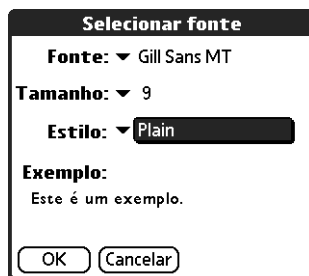 Selecionar fonte
Fonte: Gill Sans MT
Tamanho: 9
Estilo: Plain
Exemplo:
Este é um exemplo.
OK Cancelar